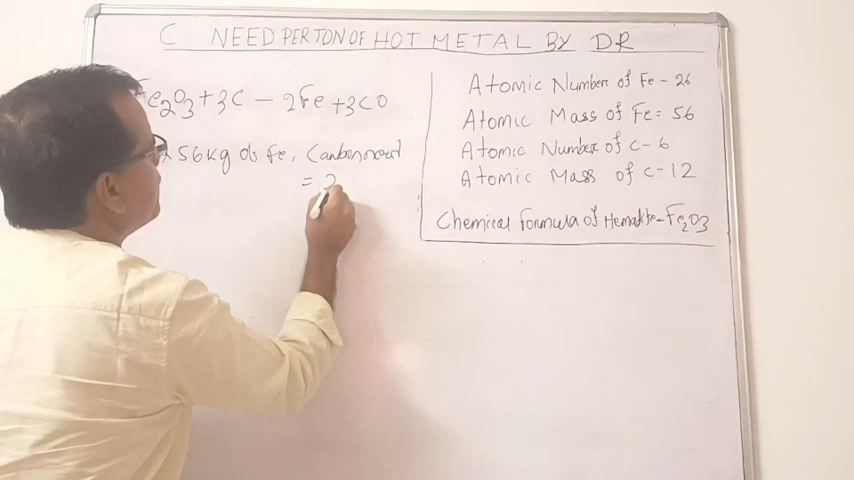 C NEED PER TON OF HOT METAL BY DR
Fe2O3 + 3C - 2Fe + 3CO
56 kg of Fe, Carbon need
=
Atomic Number of Fe - 26
Atomic Mass of Fe = 56
Atomic Number of C - 6
Atomic Mass of C - 12
Chemical formula of Hematite - Fe2O3